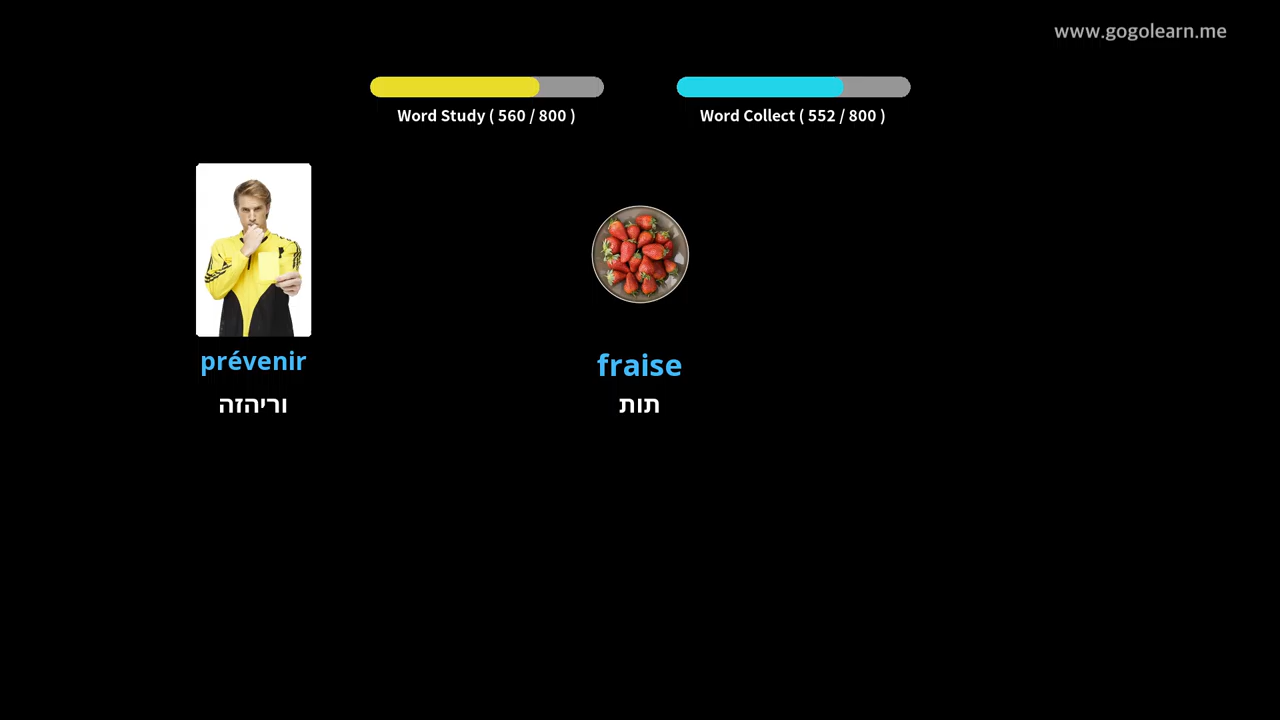 www.gogolearn.me
Word Study ( 560 / 800 )
Word Collect ( 552 / 800 )
prévenir
וריהזה
fraise
תות